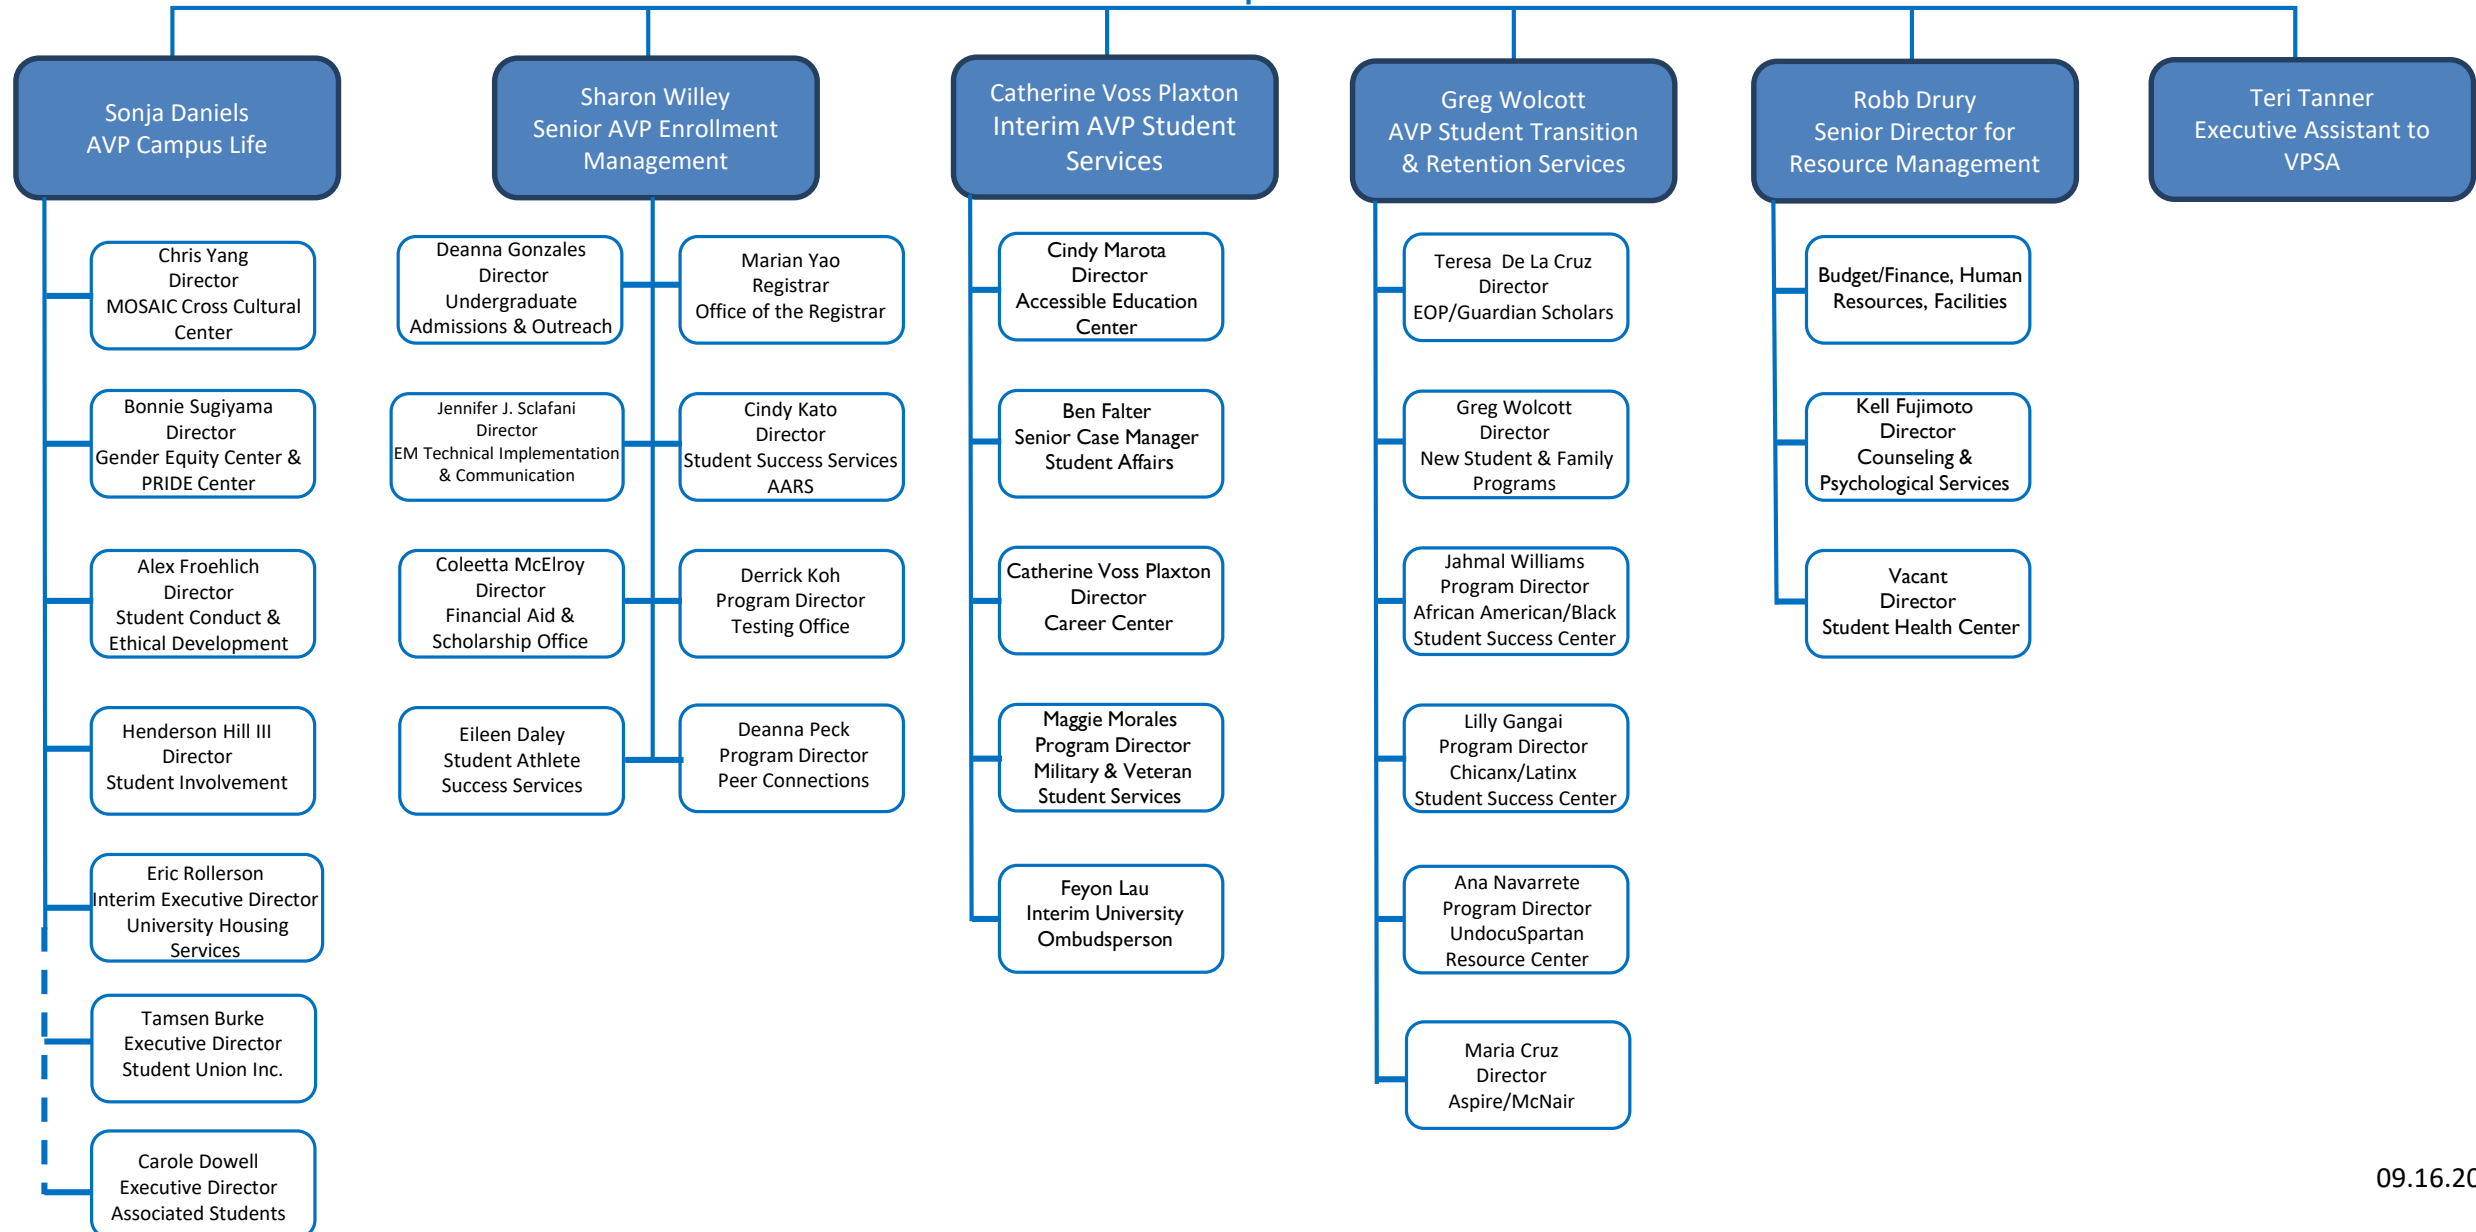 Sonja Daniels
AVP Campus Life
Sharon Willey
Senior AVP Enrollment
Management
Catherine Voss Plaxton
Interim AVP Student
Services
Greg Wolcott
AVP Student Transition
& Retention Services
Robb Drury
Senior Director for
Resource Management
Teri Tanner
Executive Assistant to
VPSA
Chris Yang
Director
MOSAIC Cross Cultural
Center
Bonnie Sugiyama
Director
Gender Equity Center &
PRIDE Center
Alex Froehlich
Director
Student Conduct &
Ethical Development
Henderson Hill III
Director
Student Involvement
Eric Rollerson
Interim Executive Director
University Housing
Services
Tamsen Burke
Executive Director
Student Union Inc.
Carole Dowell
Executive Director
Associated Students
Deanna Gonzales
Director
Undergraduate
Admissions & Outreach
Marian Yao
Registrar
Office of the Registrar
Jennifer J. Sclafani
Director
EM Technical Implementation
& Communication
Cindy Kato
Director
Student Success Services
AARS
Coleetta McElroy
Director
Financial Aid &
Scholarship Office
Derrick Koh
Program Director
Testing Office
Eileen Daley
Student Athlete
Success Services
Deanna Peck
Program Director
Peer Connections
Cindy Marota
Director
Accessible Education
Center
Ben Falter
Senior Case Manager
Student Affairs
Catherine Voss Plaxton
Director
Career Center
Maggie Morales
Program Director
Military & Veteran
Student Services
Feyon Lau
Interim University
Ombudsperson
Teresa De La Cruz
Director
EOP/Guardian Scholars
Greg Wolcott
Director
New Student & Family
Programs
Jahmal Williams
Program Director
African American/Black
Student Success Center
Lilly Gangai
Program Director
Chicanx/Latinx
Student Success Center
Ana Navarrete
Program Director
UndocuSpartan
Resource Center
Maria Cruz
Director
Aspire/McNair
Budget/Finance, Human
Resources, Facilities
Kell Fujimoto
Director
Counseling &
Psychological Services
Vacant
Director
Student Health Center
09.16.20